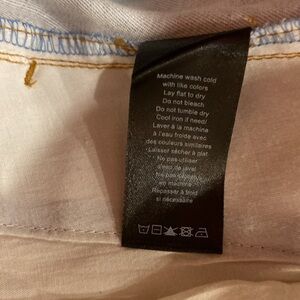 Machine wash cold
with like colors
Lay flat to dry
Do not bleach
Do not tumble dry
Cool iron if need/
Laver à la machine
à l'eau froide avec
des couleurs similaires
Laisser sécher à plat
Ne pas utiliser
d'eau de javel
Ne pas sécher
en machine
Repasser à froid
si nécessaire